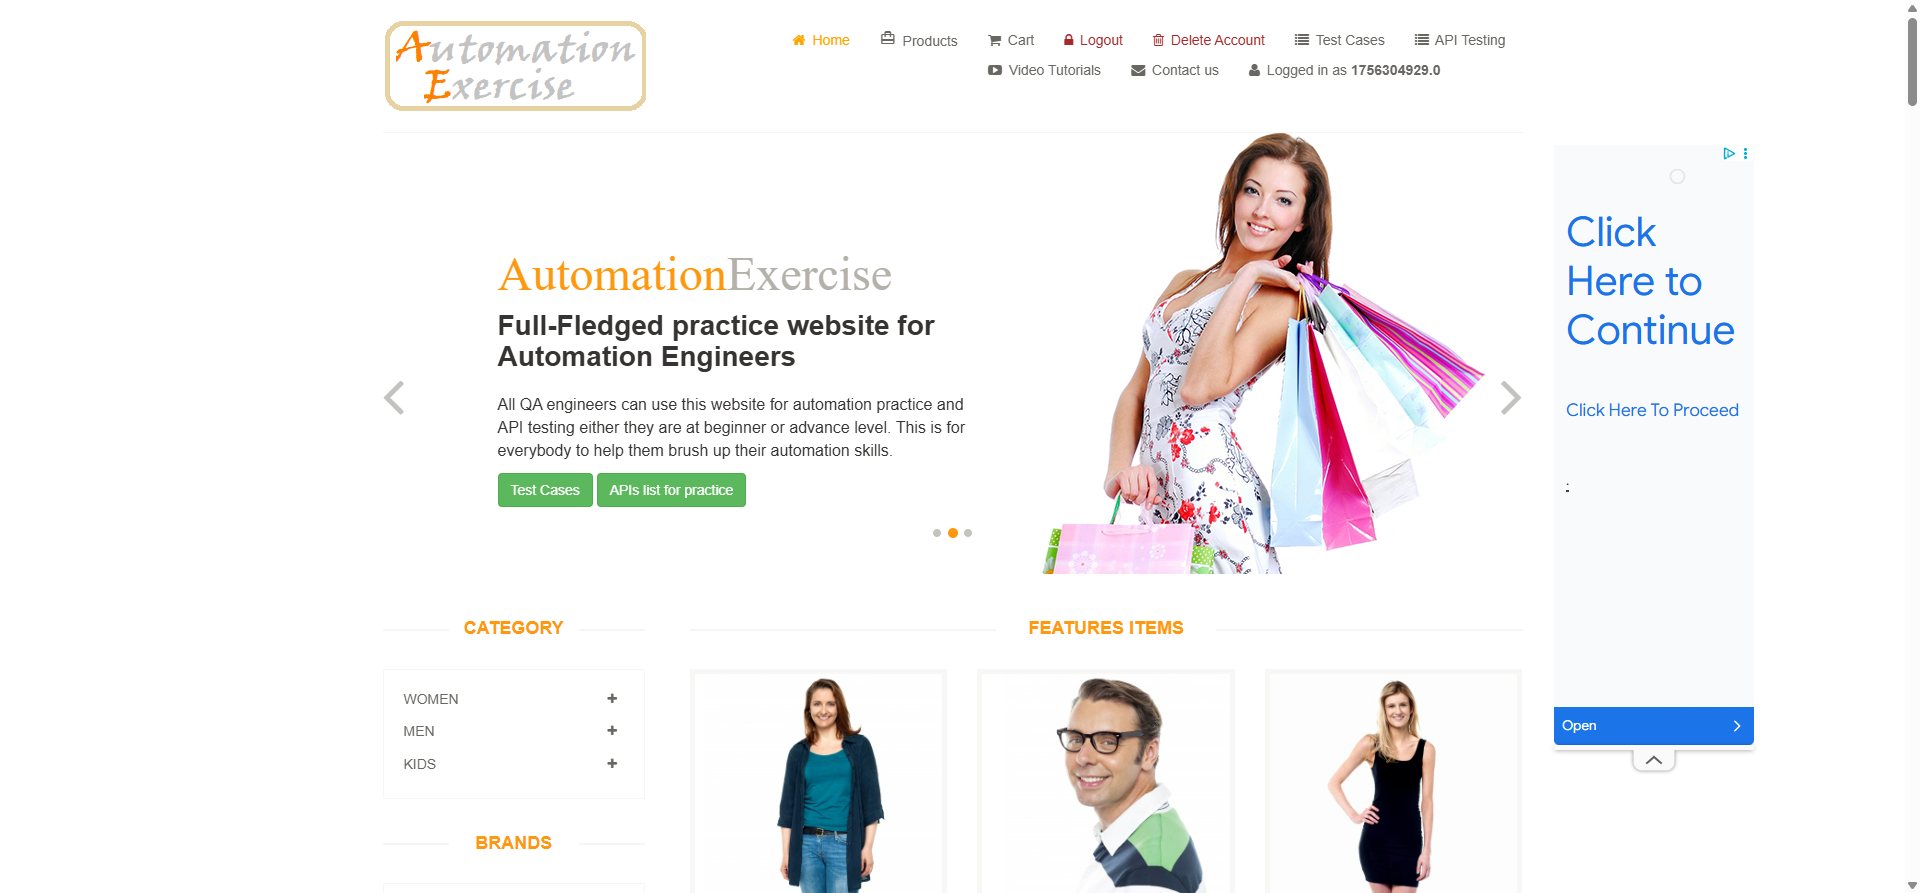 Automation
Exercise
Home Products Cart Logout Delete Account Test Cases API Testing
Video Tutorials Contact us Logged in as 1756304929.0
AutomationExercise
Full-Fledged practice website for
Automation Engineers
All QA engineers can use this website for automation practice and
API testing either they are at beginner or advance level. This is for
everybody to help them brush up their automation skills.
Test Cases APIs list for practice
Click
Here to
Continue
Click Here To Proceed
:
Open
CATEGORY
WOMEN
MEN
KIDS
BRANDS
FEATURES ITEMS